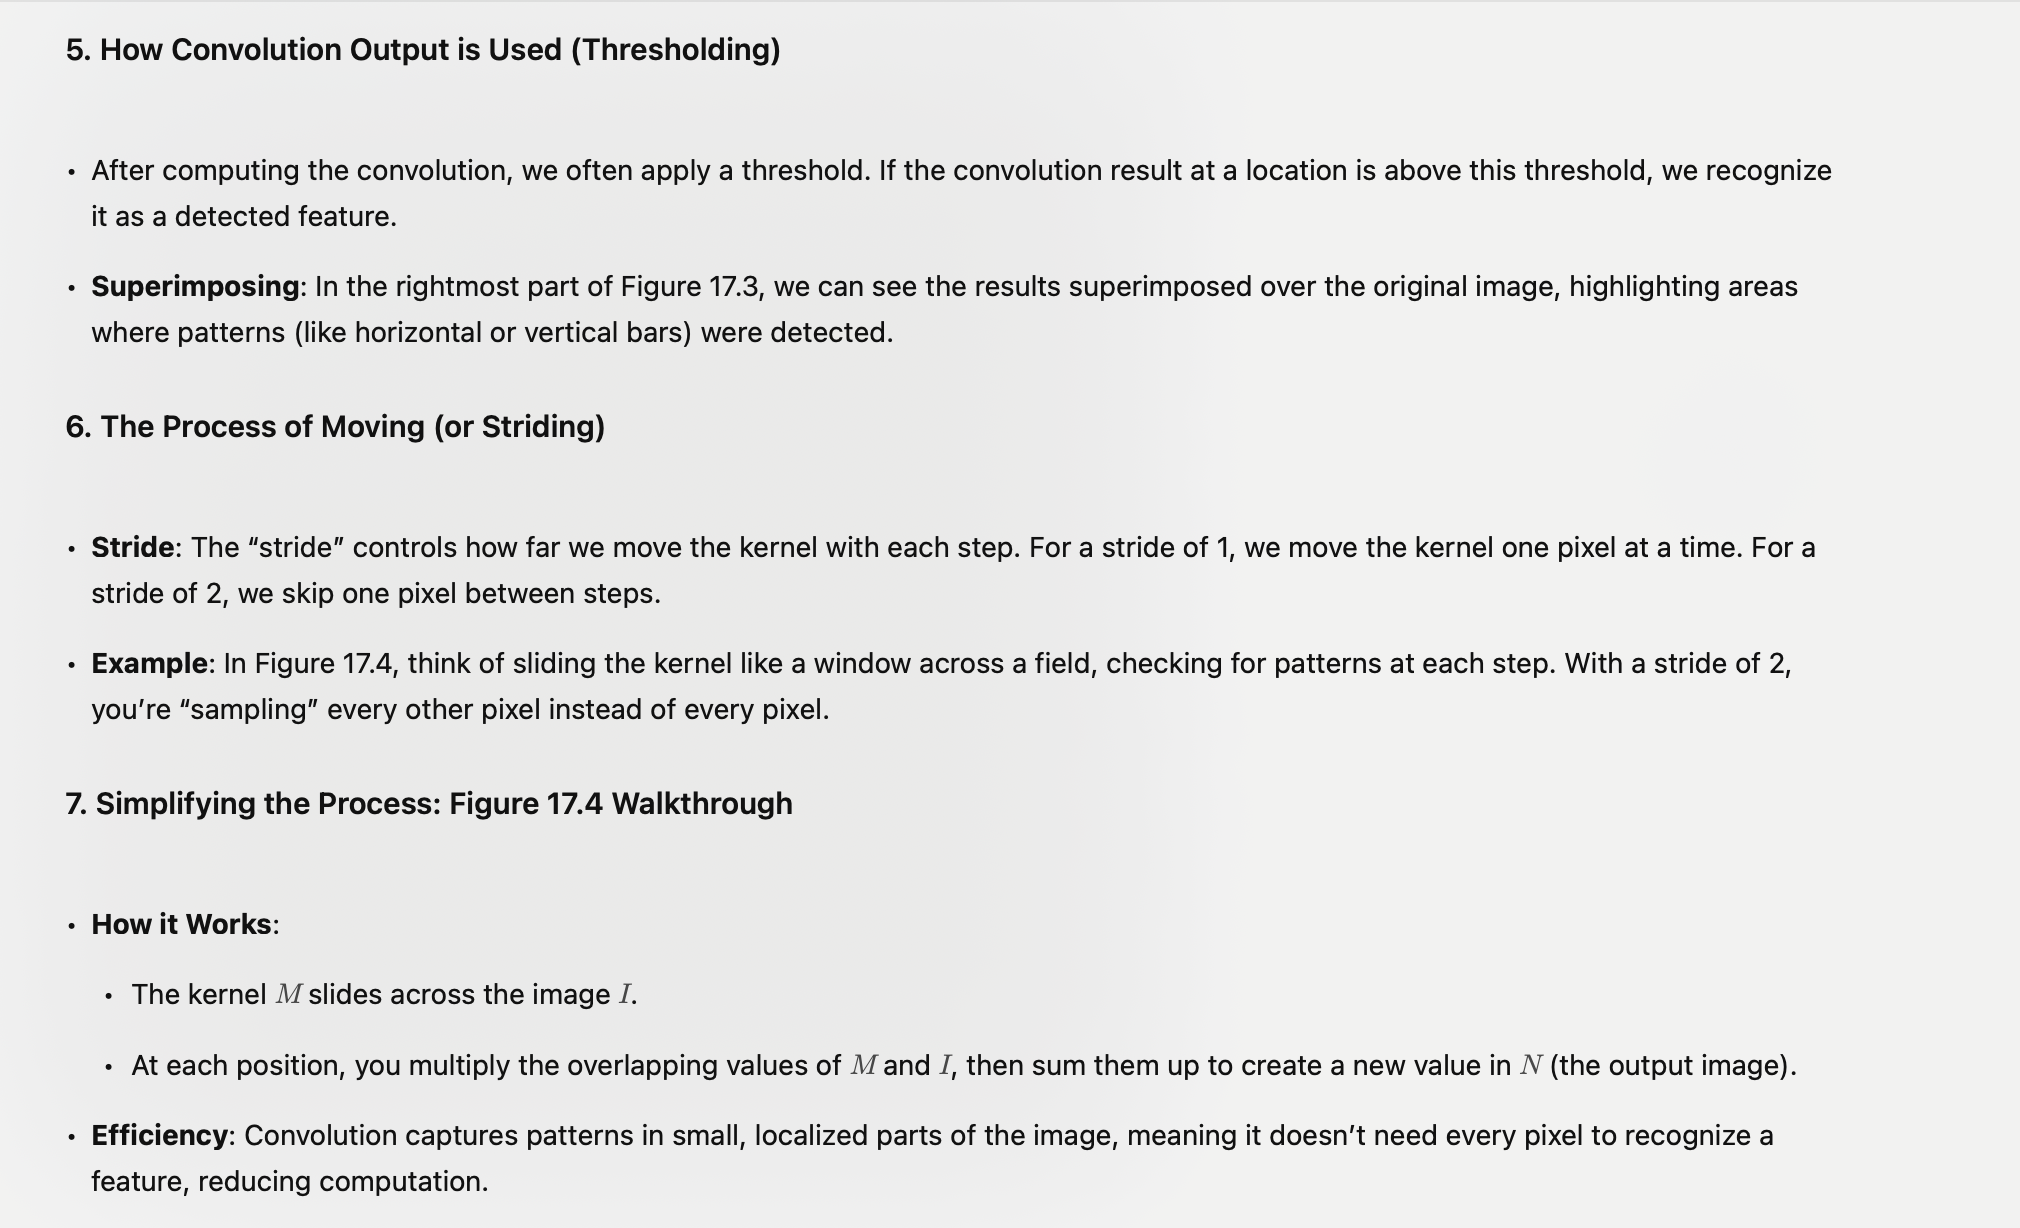 5. How Convolution Output is Used (Thresholding)
• After computing the convolution, we often apply a threshold. If the convolution result at a location is above this threshold, we recognize
it as a detected feature.
• Superimposing: In the rightmost part of Figure 17.3, we can see the results superimposed over the original image, highlighting areas
where patterns (like horizontal or vertical bars) were detected.
6. The Process of Moving (or Striding)
• Stride: The “stride” controls how far we move the kernel with each step. For a stride of 1, we move the kernel one pixel at a time. For a
stride of 2, we skip one pixel between steps.
• Example: In Figure 17.4, think of sliding the kernel like a window across a field, checking for patterns at each step. With a stride of 2,
you’re “sampling” every other pixel instead of every pixel.
7. Simplifying the Process: Figure 17.4 Walkthrough
• How it Works:
• The kernel M slides across the image I.
• At each position, you multiply the overlapping values of M and I, then sum them up to create a new value in N (the output image).
• Efficiency: Convolution captures patterns in small, localized parts of the image, meaning it doesn’t need every pixel to recognize a
feature, reducing computation.